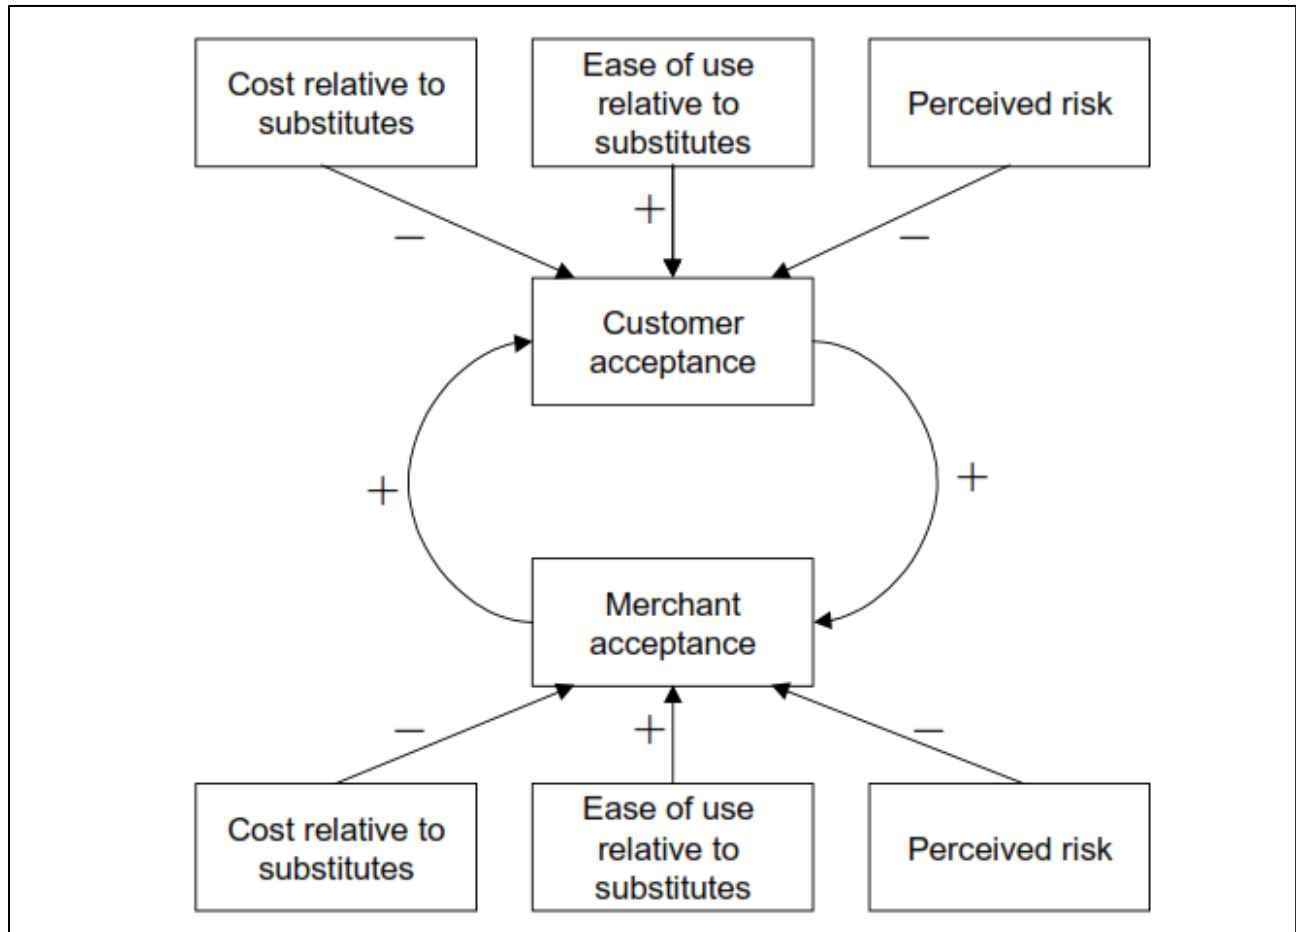 Cost relative to
substitutes
Ease of use
relative to
substitutes
Perceived risk
−
+
−
Customer
acceptance
+
+
Merchant
acceptance
−
+
−
Cost relative to
substitutes
Ease of use
relative to
substitutes
Perceived risk